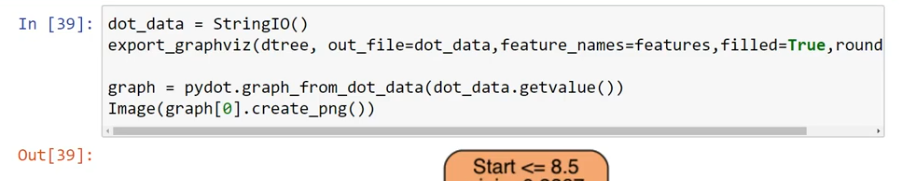 In [39]:
dot_data = StringIO()
export_graphviz(dtree, out_file=dot_data,feature_names=features,filled=True,round
graph = pydot.graph_from_dot_data(dot_data.getvalue())
Image(graph[0].create_png())
Out[39]:
Start <= 8.5